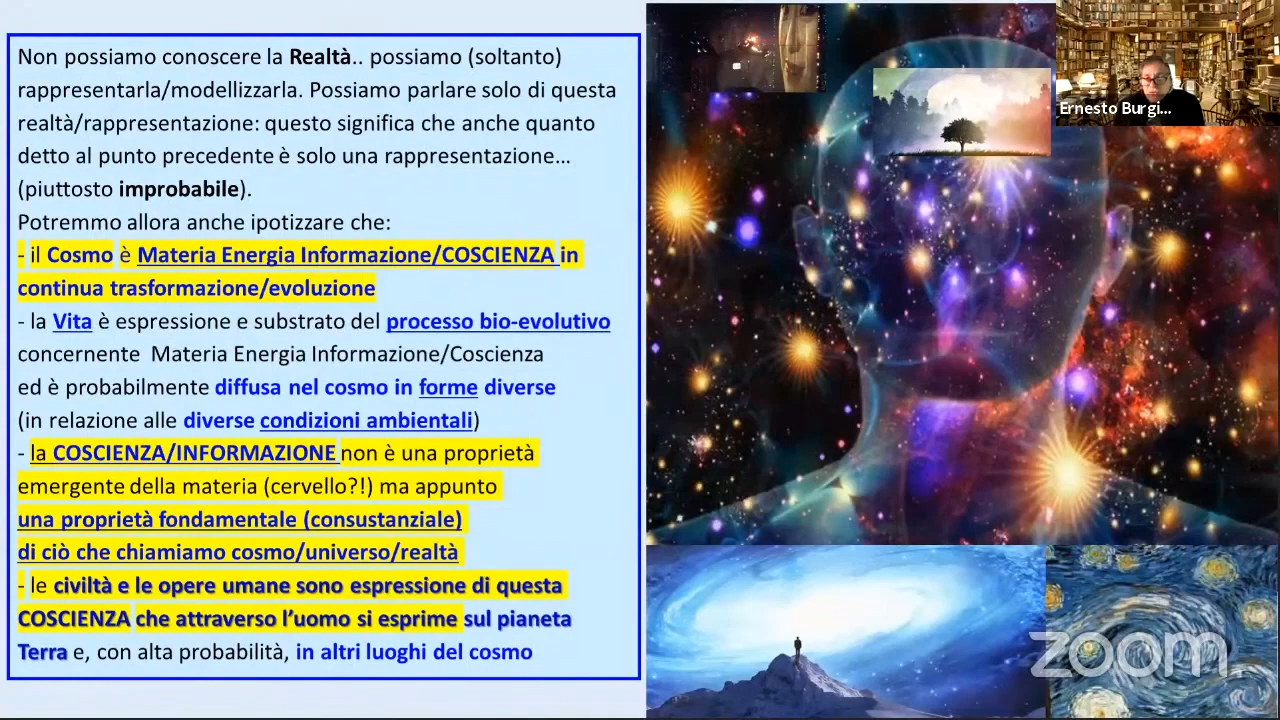 Non possiamo conoscere la Realtà.. possiamo (soltanto)
rappresentarla/modellizzarla. Possiamo parlare solo di questa
realtà/rappresentazione: questo significa che anche quanto
detto al punto precedente è solo una rappresentazione...
(piuttosto improbabile).
Potremmo allora anche ipotizzare che:
- il Cosmo è Materia Energia Informazione/COSCIENZA in
continua trasformazione/evoluzione
- la Vita è espressione e substrato del processo bio-evolutivo
concernente Materia Energia Informazione/Coscienza
ed è probabilmente diffusa nel cosmo in forme diverse
(in relazione alle diverse condizioni ambientali)
- la COSCIENZA/INFORMAZIONE non è una proprietà
emergente della materia (cervello?!) ma appunto
una proprietà fondamentale (consustanziale)
di ciò che chiamiamo cosmo/universo/realtà
- le civiltà e le opere umane sono espressione di questa
COSCIENZA che attraverso l'uomo si esprime sul pianeta
Terra e, con alta probabilità, in altri luoghi del cosmo
Ernesto Burgi...
zoom